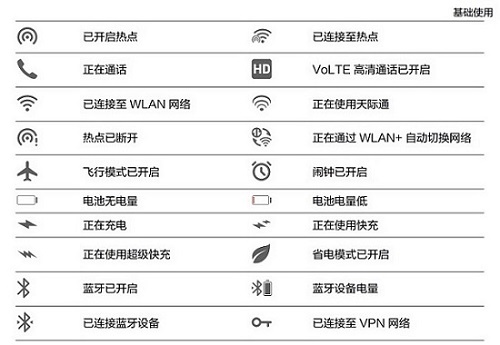 基础使用
已开启热点 已连接至热点
正在通话 HD VoLTE 高清通话已开启
已连接至 WLAN 网络 正在使用天际通
热点已断开 正在通过 WLAN+ 自动切换网络
飞行模式已开启 闹钟已开启
电池无电量 电池电量低
正在充电 正在使用快充
正在使用超级快充 省电模式已开启
蓝牙已开启 蓝牙设备电量
已连接蓝牙设备 已连接至 VPN 网络